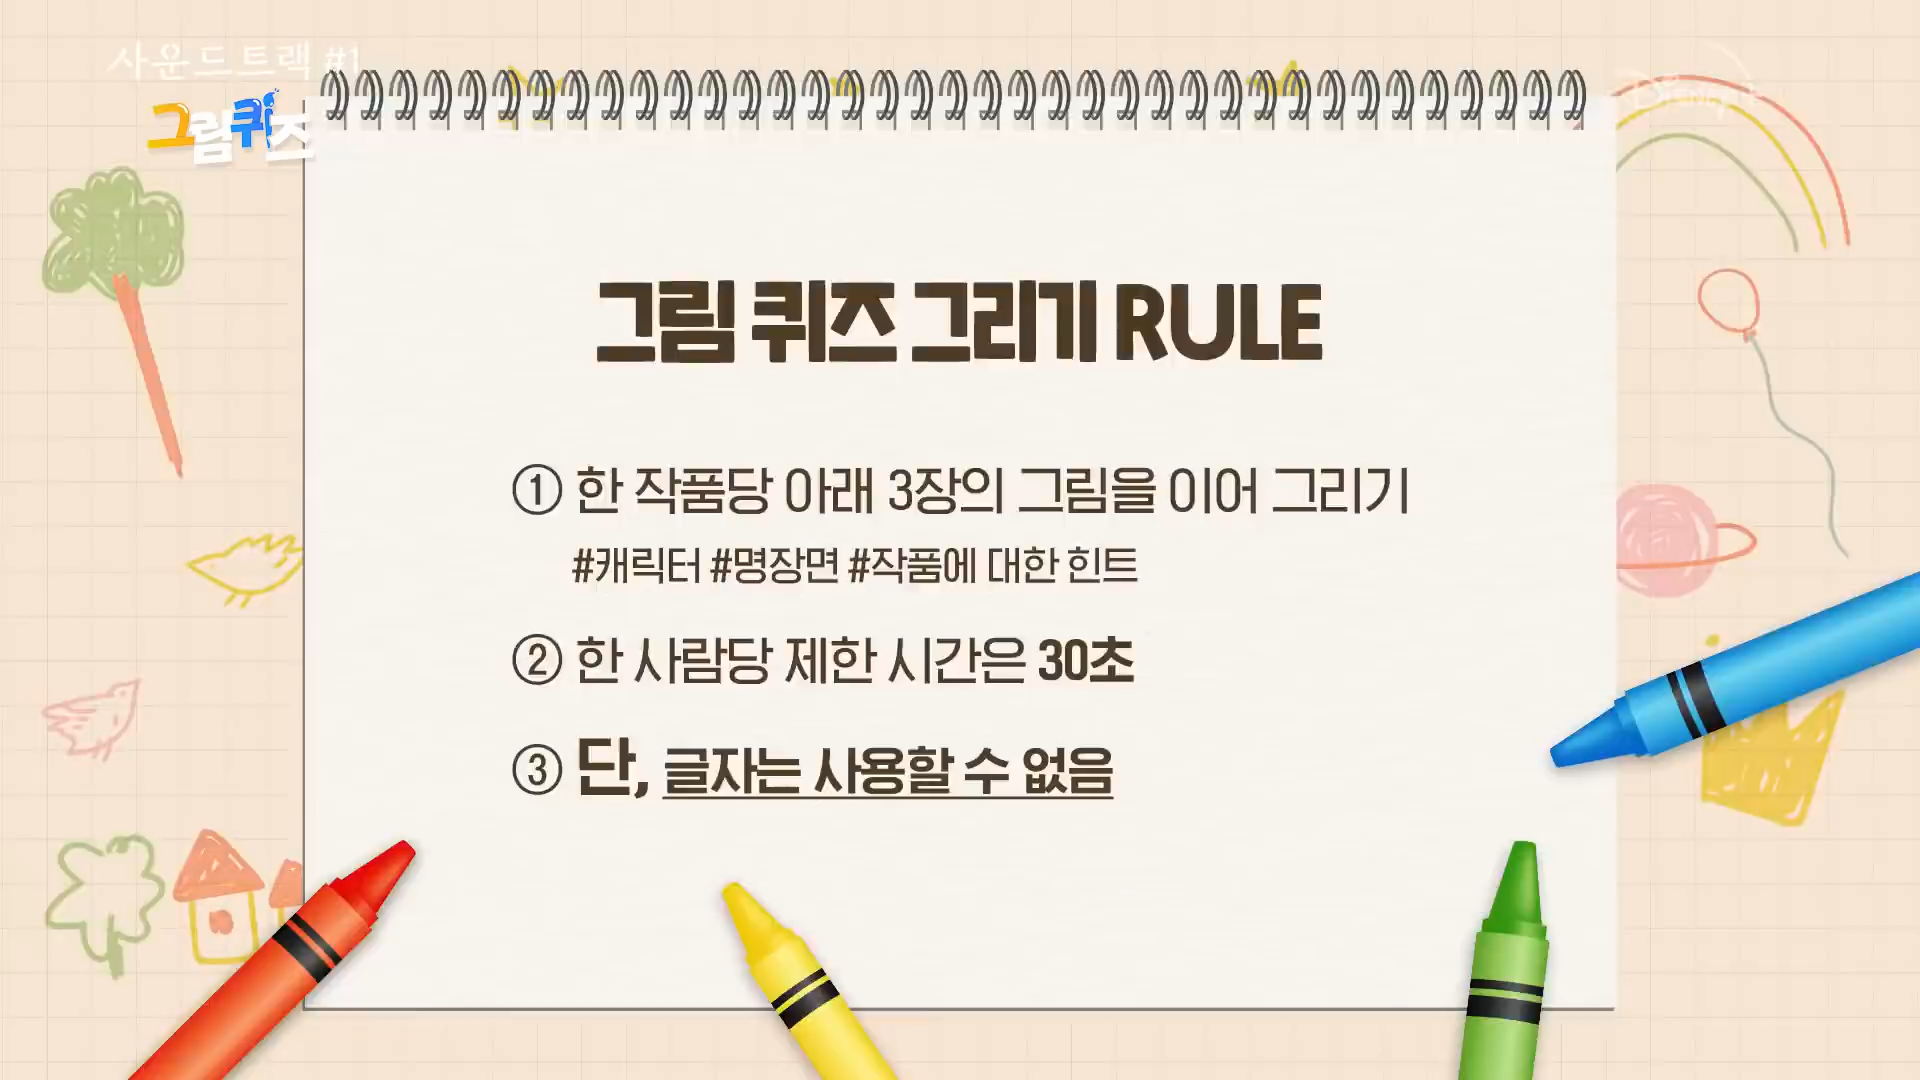 사운드트랙 #1
그림퀴즈
Disney+
그림 퀴즈 그리기 RULE
① 한 작품당 아래 3장의 그림을 이어 그리기
#캐릭터 #명장면 #작품에 대한 힌트
② 한 사람당 제한 시간은 30초
③ 단, 글자는 사용할 수 없음